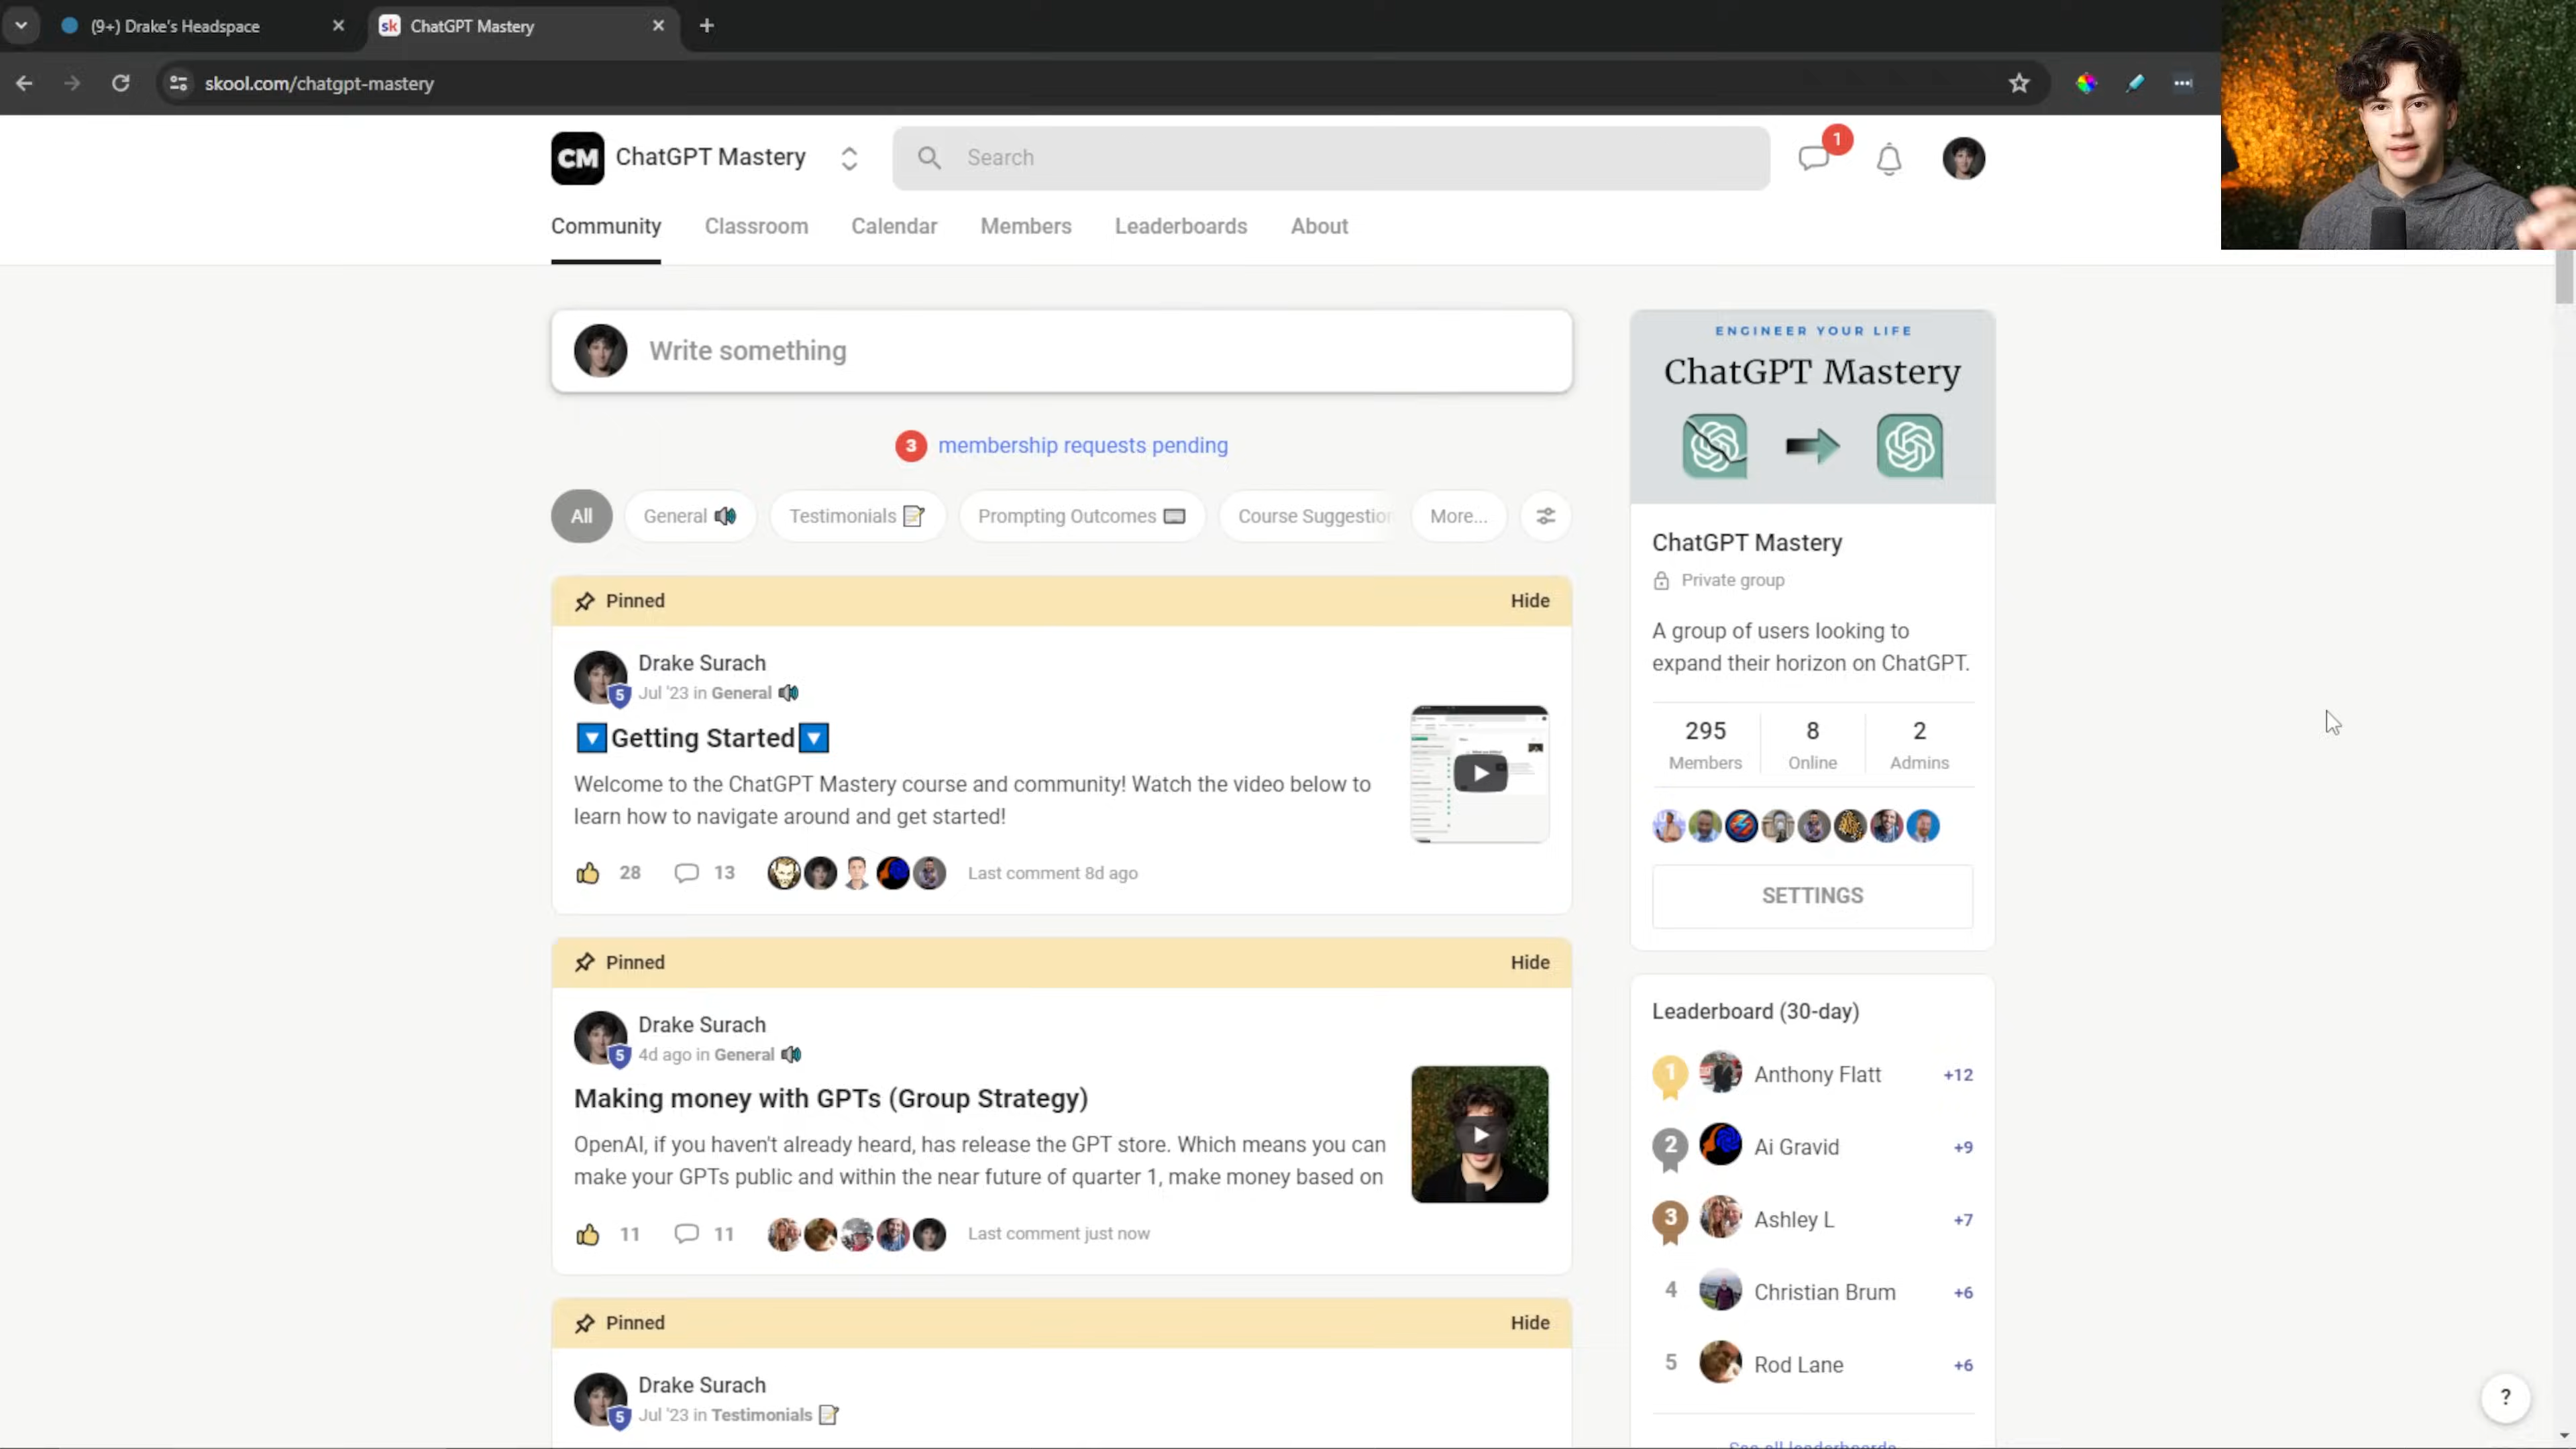 (9+) Drake's Headspace
sk ChatGPT Mastery
skool.com/chatgpt-mastery
CM ChatGPT Mastery
Search
1
Community Classroom Calendar Members Leaderboards About
Write something
3 membership requests pending
All General Testimonials Prompting Outcomes Course Suggestion More...
Pinned Hide
Drake Surach
5 Jul '23 in General
Getting Started
Welcome to the ChatGPT Mastery course and community! Watch the video below to
learn how to navigate around and get started!
28 13 Last comment 8d ago
Pinned Hide
Drake Surach
5 4d ago in General
Making money with GPTs (Group Strategy)
OpenAI, if you haven't already heard, has release the GPT store. Which means you can
make your GPTs public and within the near future of quarter 1, make money based on
11 11 Last comment just now
Pinned Hide
Drake Surach
5 Jul '23 in Testimonials
ENGINEER YOUR LIFE
ChatGPT Mastery
ChatGPT Mastery
Private group
A group of users looking to
expand their horizon on ChatGPT.
295 8 2
Members Online Admins
SETTINGS
Leaderboard (30-day)
1 Anthony Flatt +12
2 Ai Gravid +9
3 Ashley L +7
4 Christian Brum +6
5 Rod Lane +6
See all leaderboards
?